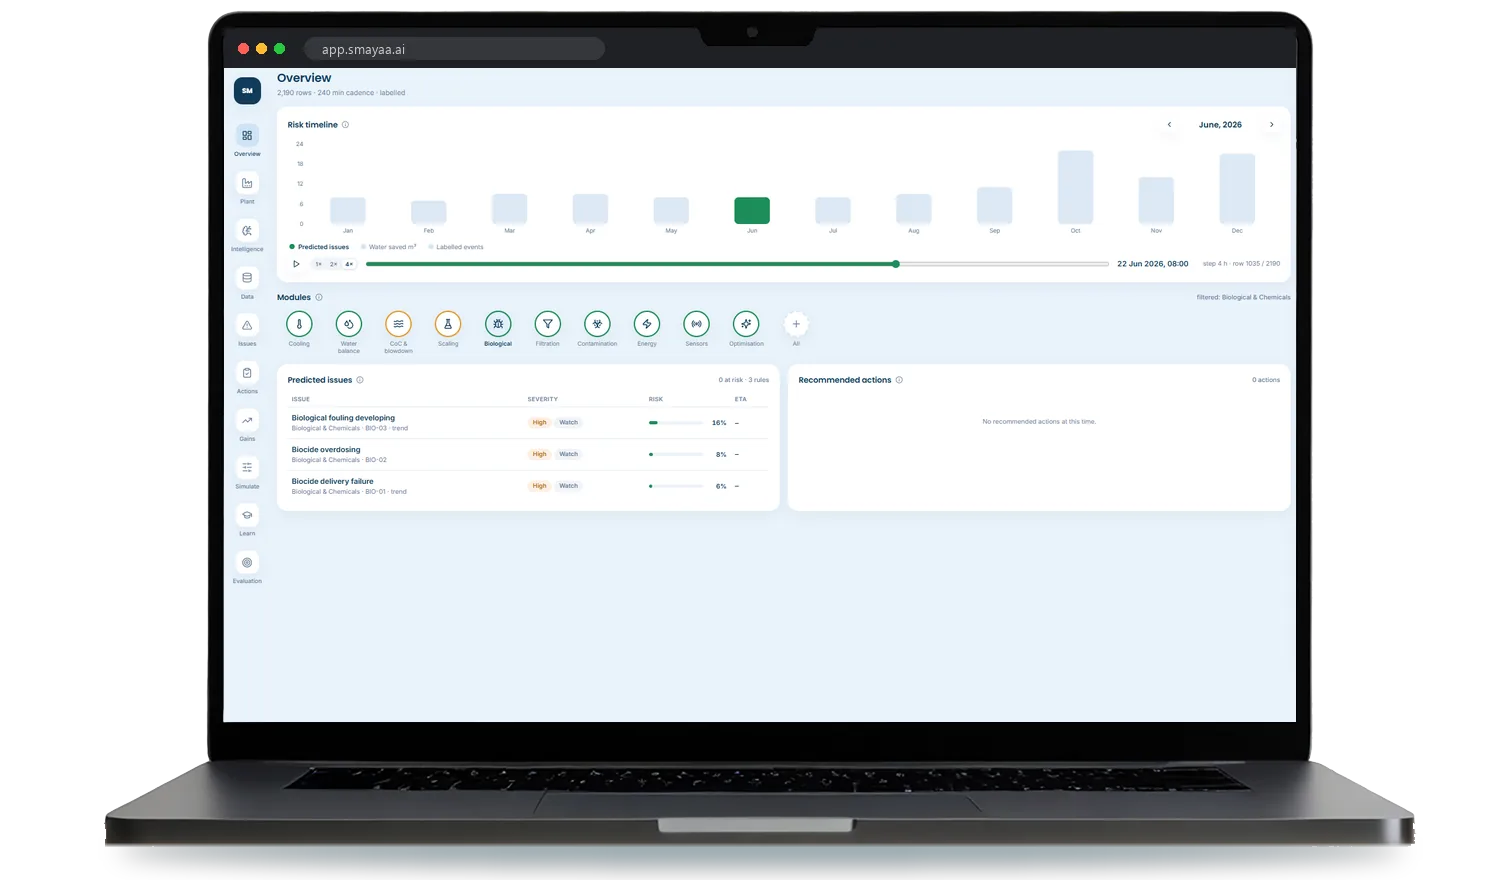 app.smayaa.ai
SM
Overview
2,190 rows · 240 min cadence · labelled
Overview
Plant
Intelligence
Data
Issues
Actions
Gains
Simulate
Learn
Evaluation
Risk timeline
June, 2026
24
18
12
6
0
Jan Feb Mar Apr May Jun Jul Aug Sep Oct Nov Dec
Predicted issues Water saved m³ Labelled events
1× 2× 4× 22 Jun 2026, 08:00 step 4 h · row 1035 / 2190
Modules filtered: Biological & Chemicals
Cooling Water balance CoC & blowdown Scaling Biological Filtration Contamination Energy Sensors Optimisation All
Predicted issues 0 at risk · 3 rules
ISSUE SEVERITY RISK ETA
Biological fouling developing High Watch 16% –
Biological & Chemicals · BIO-03 · trend
Biocide overdosing High Watch 8% –
Biological & Chemicals · BIO-02
Biocide delivery failure High Watch 6% –
Biological & Chemicals · BIO-01 · trend
Recommended actions 0 actions
No recommended actions at this time.